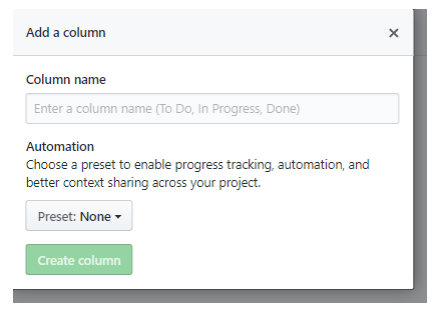 Add a column
Column name
Enter a column name (To Do, In Progress, Done)
Automation
Choose a preset to enable progress tracking, automation, and
better context sharing across your project.
Preset: None
Create column